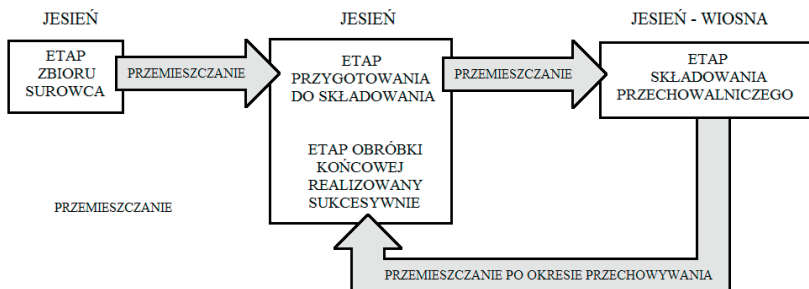 JESIEŃ
JESIEŃ
JESIEŃ - WIOSNA
ETAP
ZBIORU
SUROWCA
PRZEMIESZCZANIE
ETAP
PRZYGOTOWANIA
DO SKŁADOWANIA
PRZEMIESZCZANIE
ETAP
SKŁADOWANIA
PRZECHOWALNICZEGO
ETAP OBRÓBKI
KOŃCOWEJ
REALIZOWANY
SUKCESYWNIE
PRZEMIESZCZANIE
PRZEMIESZCZANIE PO OKRESIE PRZECHOWYWANIA